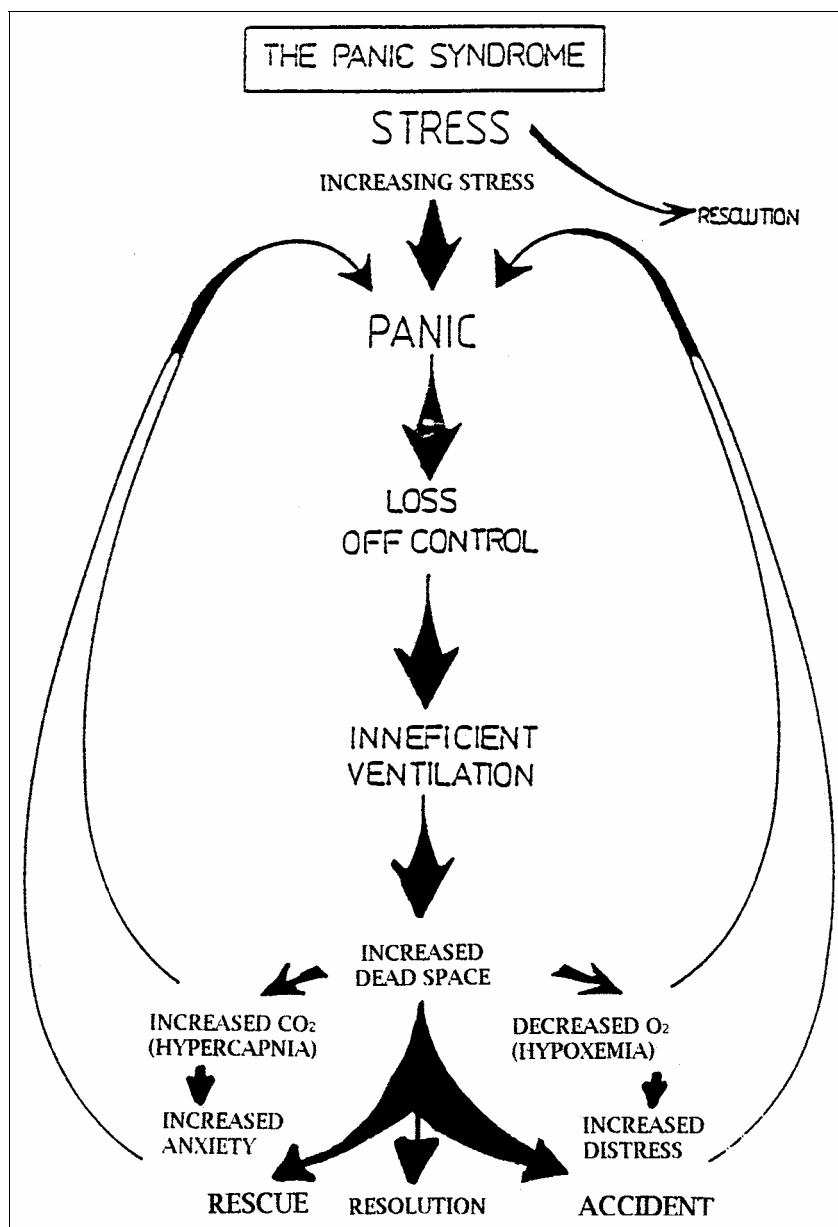 THE PANIC SYNDROME
STRESS
INCREASING STRESS
RESOLUTION
PANIC
LOSS
OFF CONTROL
INNEFICIENT
VENTILATION
INCREASED
DEAD SPACE
INCREASED CO₂
(HYPERCAPNIA)
DECREASED O₂
(HYPOXEMIA)
INCREASED
ANXIETY
INCREASED
DISTRESS
RESCUE
RESOLUTION
ACCIDENT